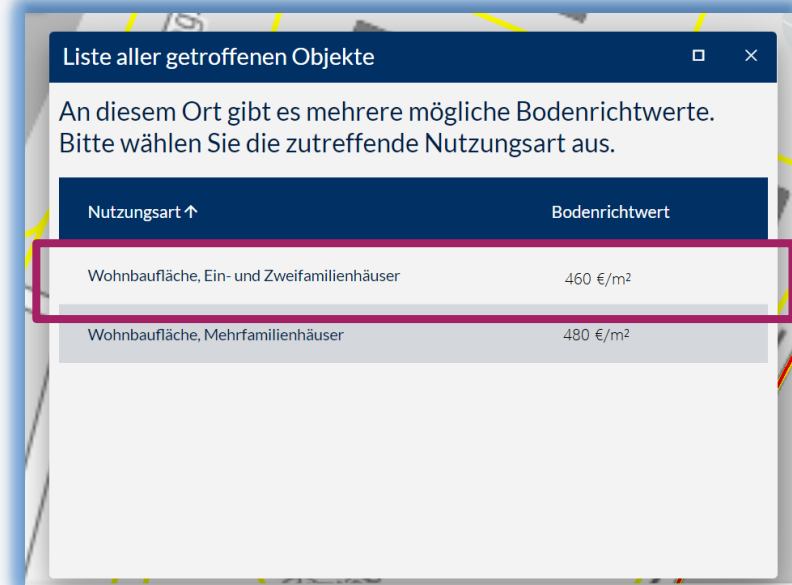 Liste aller getroffenen Objekte
An diesem Ort gibt es mehrere mögliche Bodenrichtwerte.
Bitte wählen Sie die zutreffende Nutzungsart aus.
Nutzungsart ↑ Bodenrichtwert
Wohnbaufläche, Ein- und Zweifamilienhäuser 460 €/m²
Wohnbaufläche, Mehrfamilienhäuser 480 €/m²